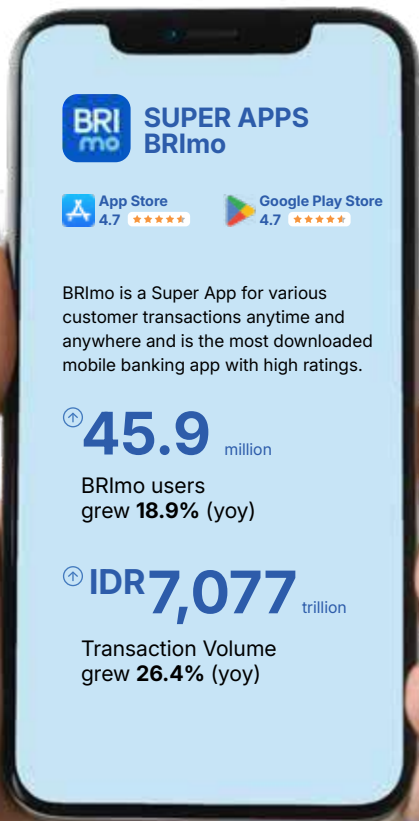 BRI
mo
SUPER APPS
BRImo
App Store
4.7
Google Play Store
4.7
BRImo is a Super App for various
customer transactions anytime and
anywhere and is the most downloaded
mobile banking app with high ratings.
45.9 million
BRImo users
grew 18.9% (yoy)
IDR7,077 trillion
Transaction Volume
grew 26.4% (yoy)